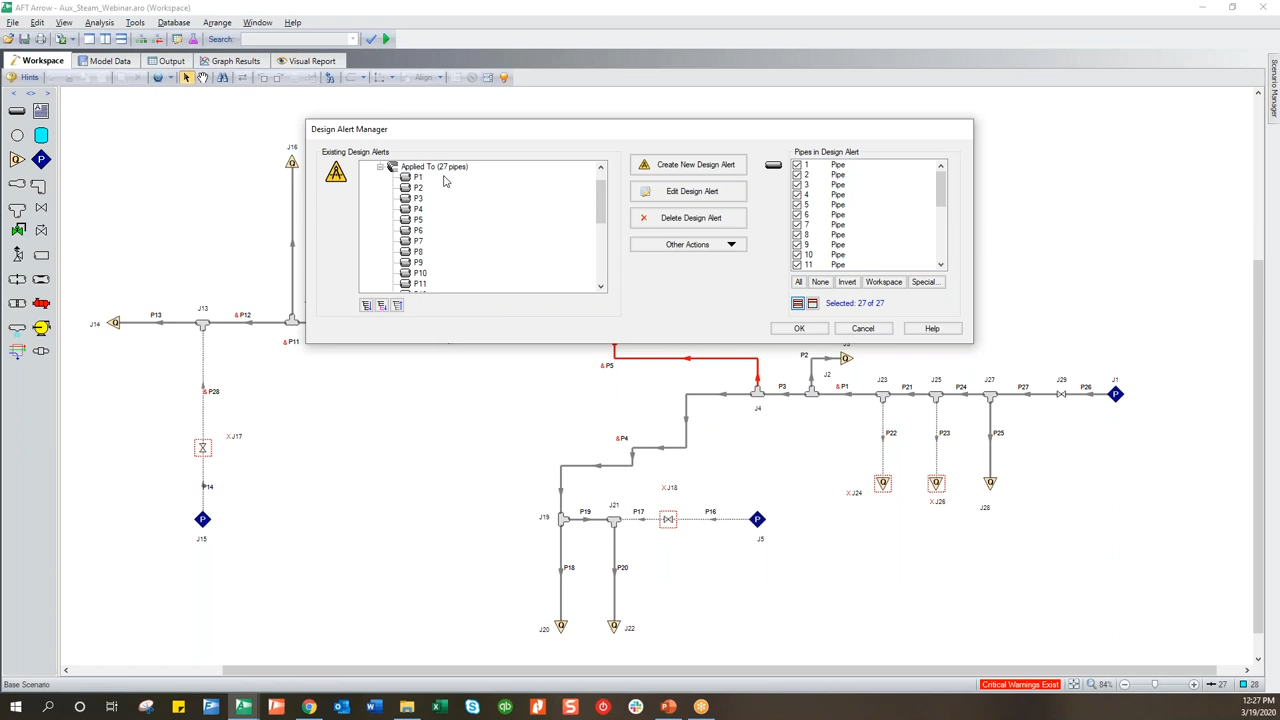 AFT Arrow - Aux_Steam_Webinar.aro (Workspace)
File Edit View Analysis Tools Database Arrange Window Help
Search:
Workspace Model Data Output Graph Results Visual Report
Hints Align
Scenario Manager
Design Alert Manager
Existing Design Alerts
Applied To (27 pipes)
P1
P2
P3
P4
P5
P6
P7
P8
P9
P10
P11
Create New Design Alert
Edit Design Alert
Delete Design Alert
Other Actions
Pipes in Design Alert
1 Pipe
2 Pipe
3 Pipe
4 Pipe
5 Pipe
6 Pipe
7 Pipe
8 Pipe
9 Pipe
10 Pipe
11 Pipe
All None Invert Workspace Special...
Selected: 27 of 27
OK Cancel Help
J16
J13
J14 P13 & P12
& P11
& P5
P2
J2
J4
P3 & P1 J23 P21 J25 P24 J27 P27 J29 P26 J1
& P28
X J17
P14
J15
& P4
P22 P23 P25
X J24 X J26 J28
X J18
J19 P19 J21 P17 P16 J5
P18 P20
J20 J22
Base Scenario Critical Warnings Exist 84% 27 28
12:27 PM
3/19/2020